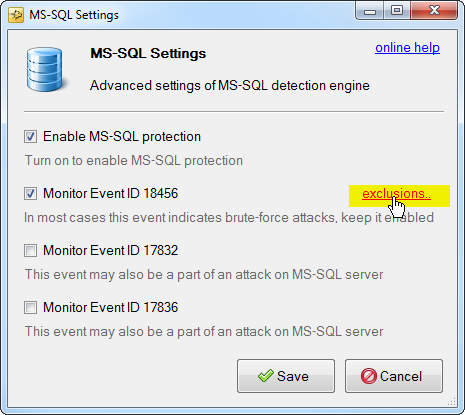 MS-SQL Settings
MS-SQL Settings
online help
Advanced settings of MS-SQL detection engine
Enable MS-SQL protection
Turn on to enable MS-SQL protection
Monitor Event ID 18456
exclusions..
In most cases this event indicates brute-force attacks, keep it enabled
Monitor Event ID 17832
This event may also be a part of an attack on MS-SQL server
Monitor Event ID 17836
This event may also be a part of an attack on MS-SQL server
Save
Cancel